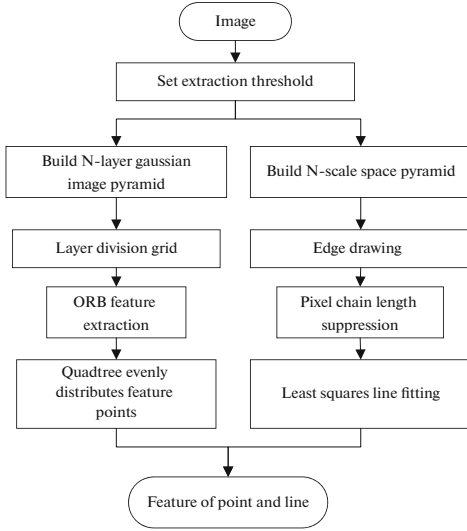 Image
Set extraction threshold
Build N-layer gaussian
image pyramid
Build N-scale space pyramid
Layer division grid
Edge drawing
ORB feature
extraction
Pixel chain length
suppression
Quadtree evenly
distributes feature
points
Least squares line fitting
Feature of point and line